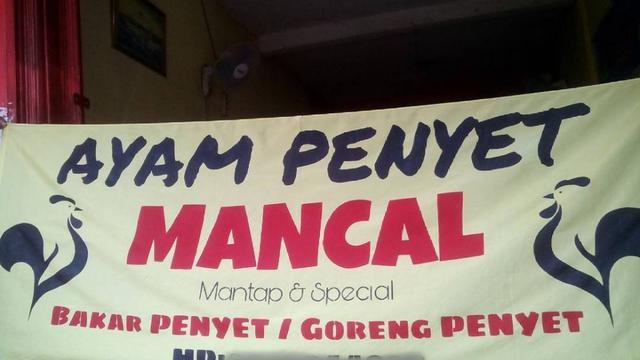 AYAM PENYET
MANCAL
Mantap & Special
BAKAR PENYET / GORENG PENYET